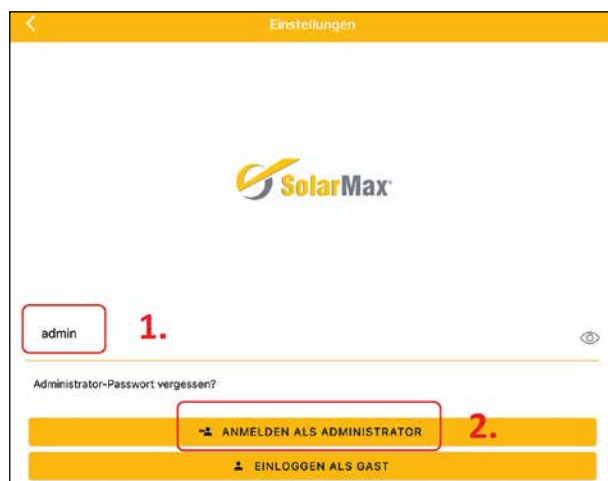 Einstellungen
SolarMax®
admin
1.
Administrator-Passwort vergessen?
ANMELDEN ALS ADMINISTRATOR
2.
EINLOGGEN ALS GAST